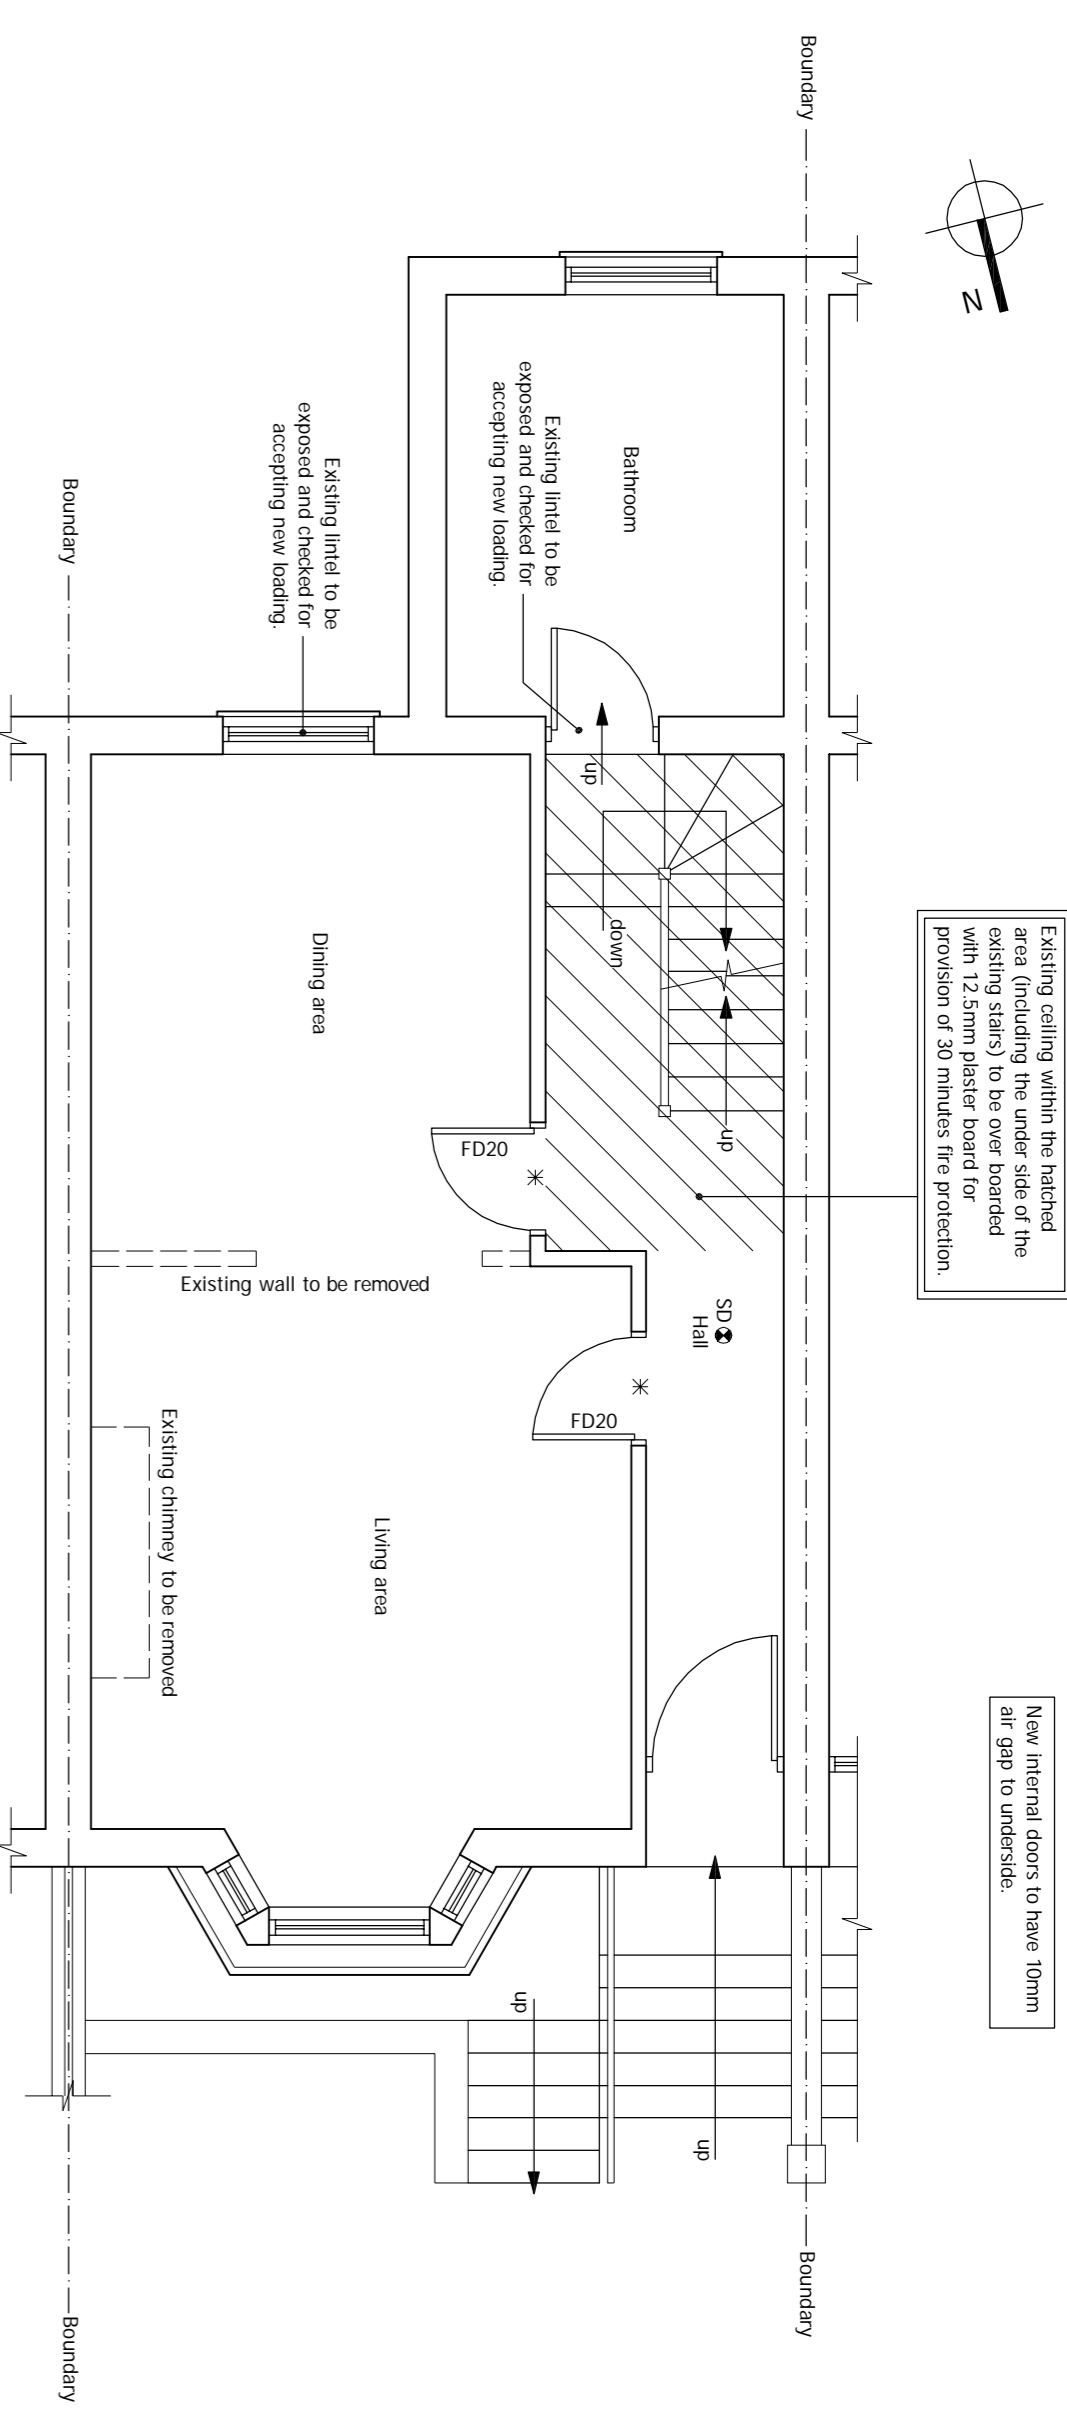 Boundary
N
Existing ceiling within the hatched
area (including the under side of the
existing stairs) to be over boarded
with 12.5mm plaster board for
provision of 30 minutes fire protection.
New internal doors to have 10mm
air gap to underside.
Boundary
Bathroom
Existing lintel to be
exposed and checked for
accepting new loading.
up
down
up
SD
Hall
up
up
Existing lintel to be
exposed and checked for
accepting new loading.
Dining area
FD20
Existing wall to be removed
FD20
Living area
Existing chimney to be removed
Boundary
Boundary